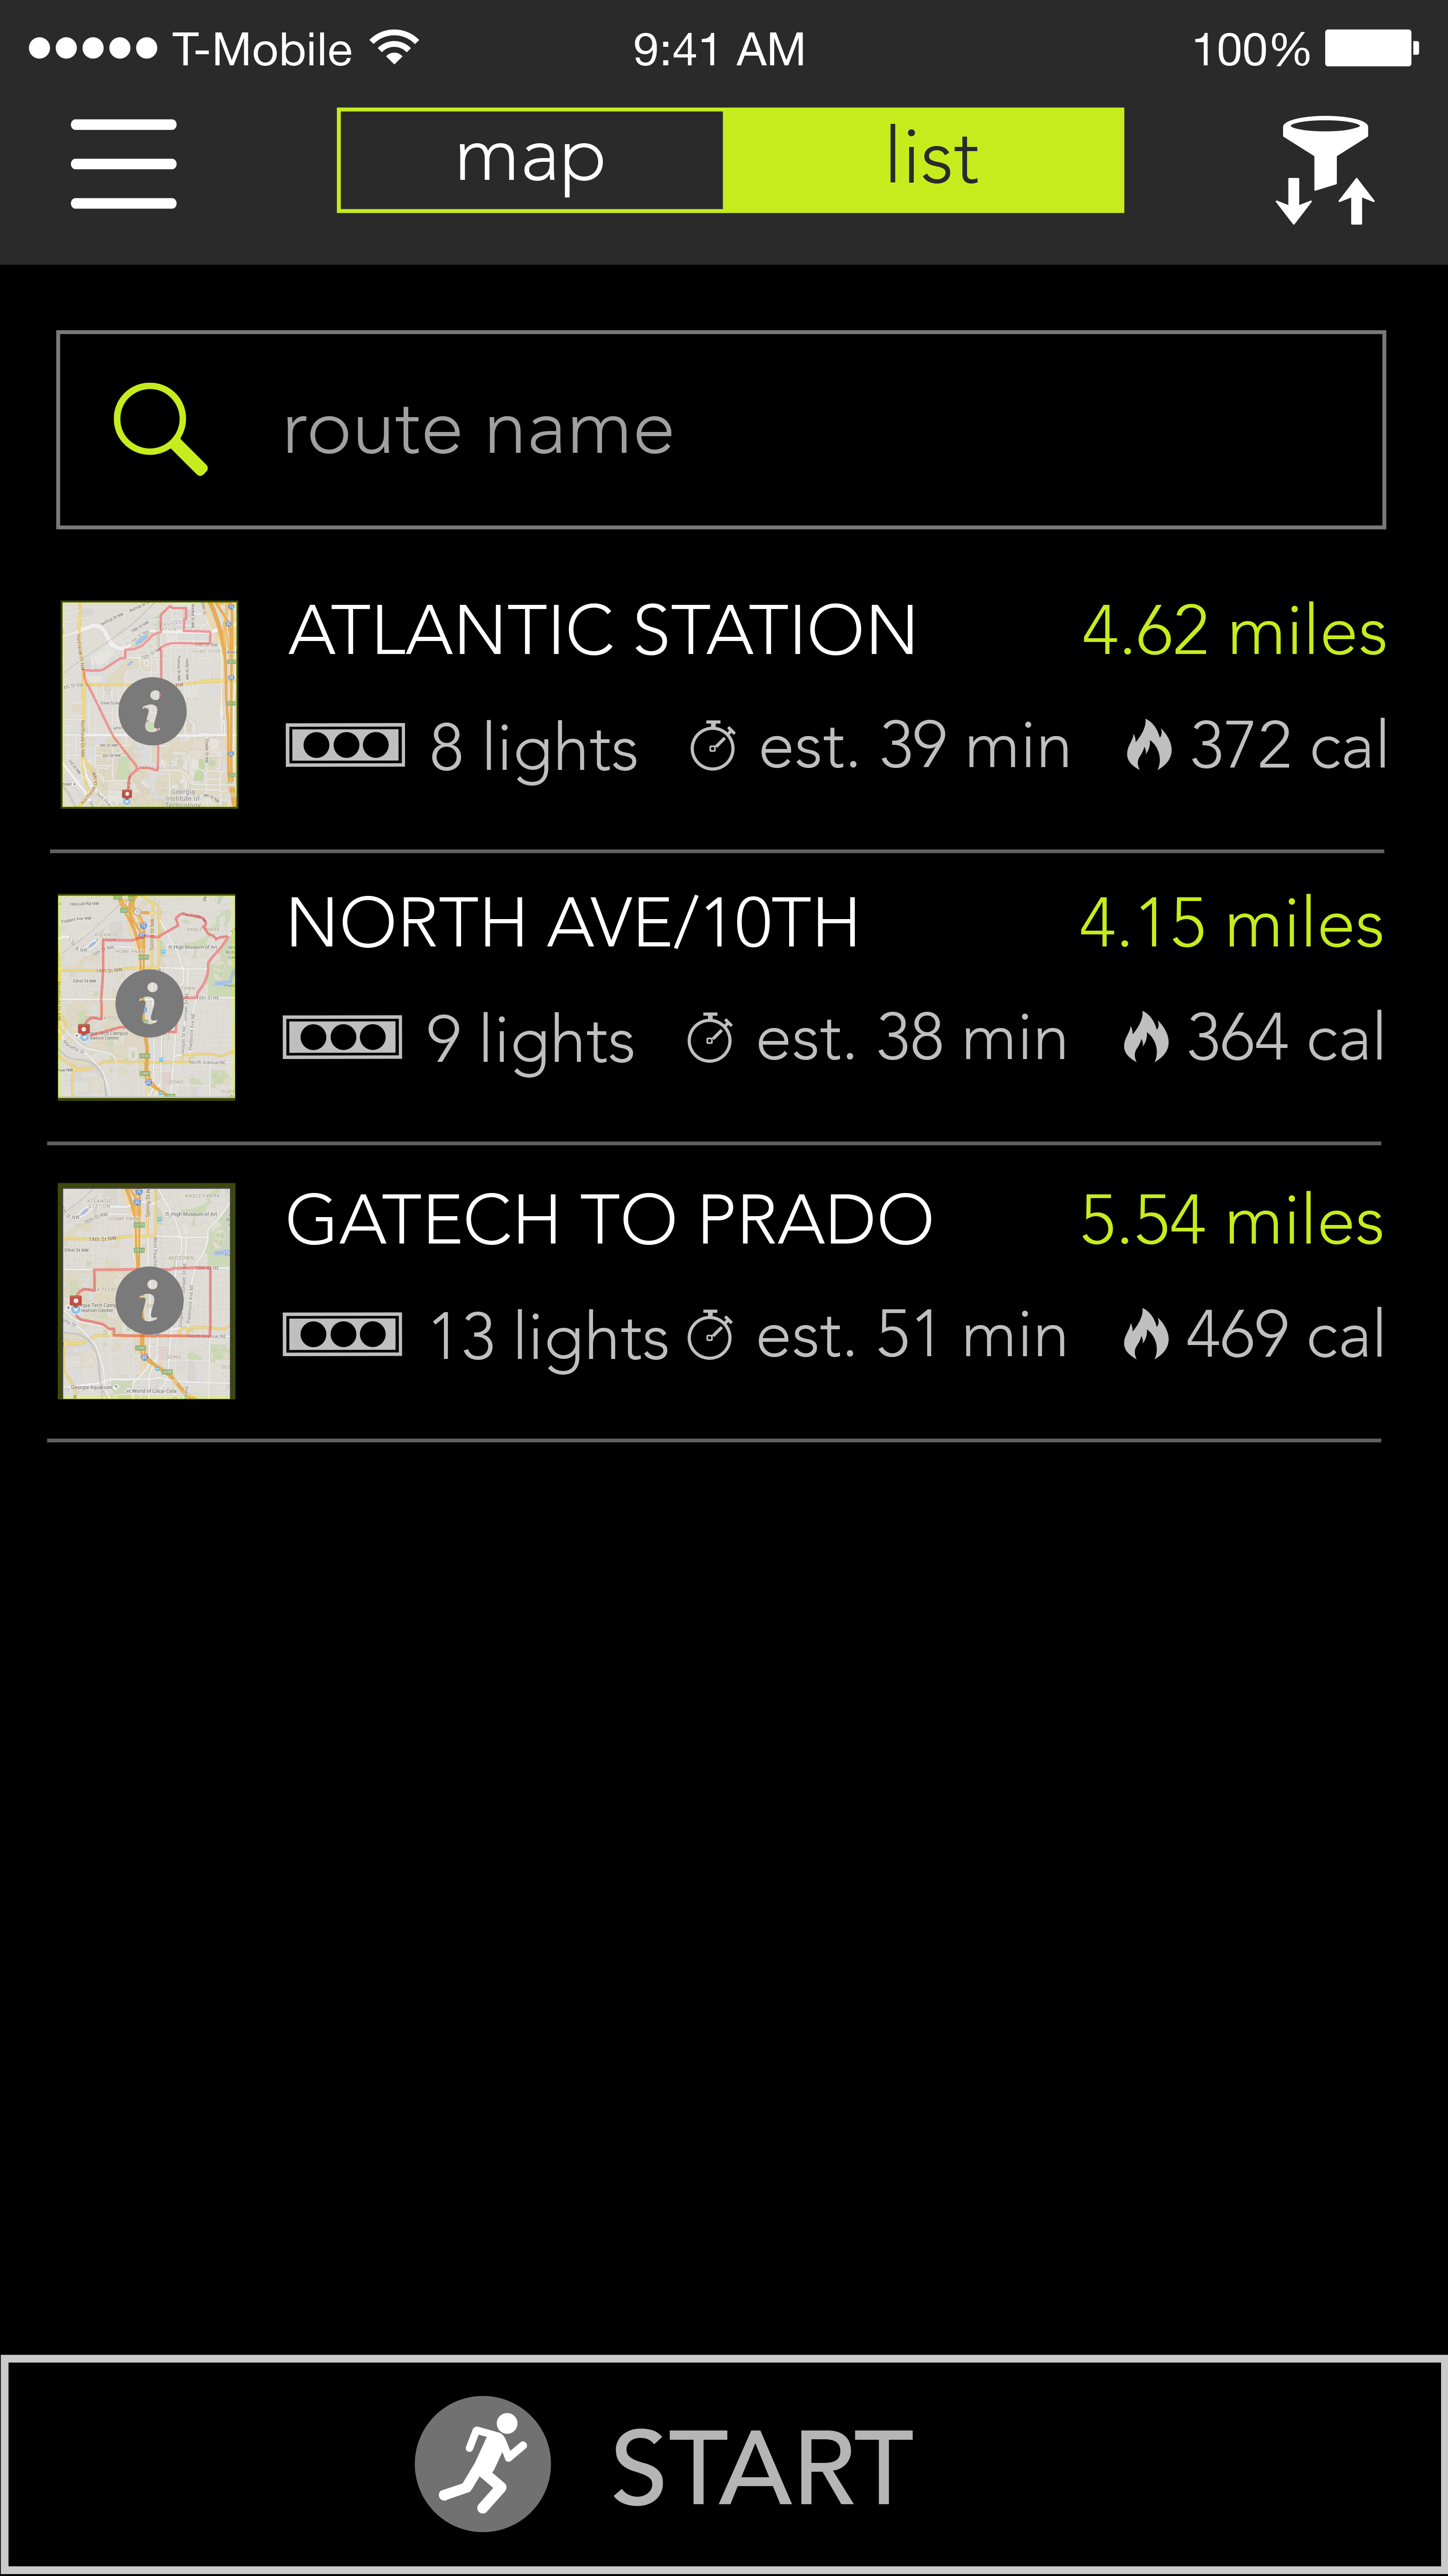 T-Mobile 9:41 AM 100%
map list
route name
ATLANTIC STATION 4.62 miles
8 lights est. 39 min 372 cal
i
NORTH AVE/10TH 4.15 miles
9 lights est. 38 min 364 cal
i
GATECH TO PRADO 5.54 miles
13 lights est. 51 min 469 cal
i
START